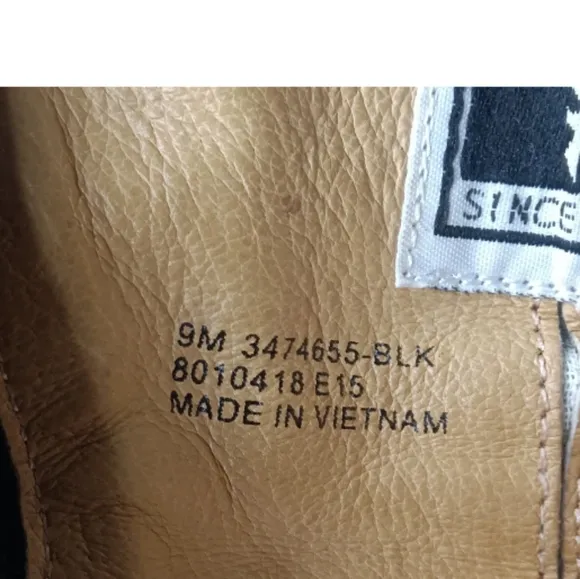 SINCE
9M 3474655-BLK
8010418 E15
MADE IN VIETNAM